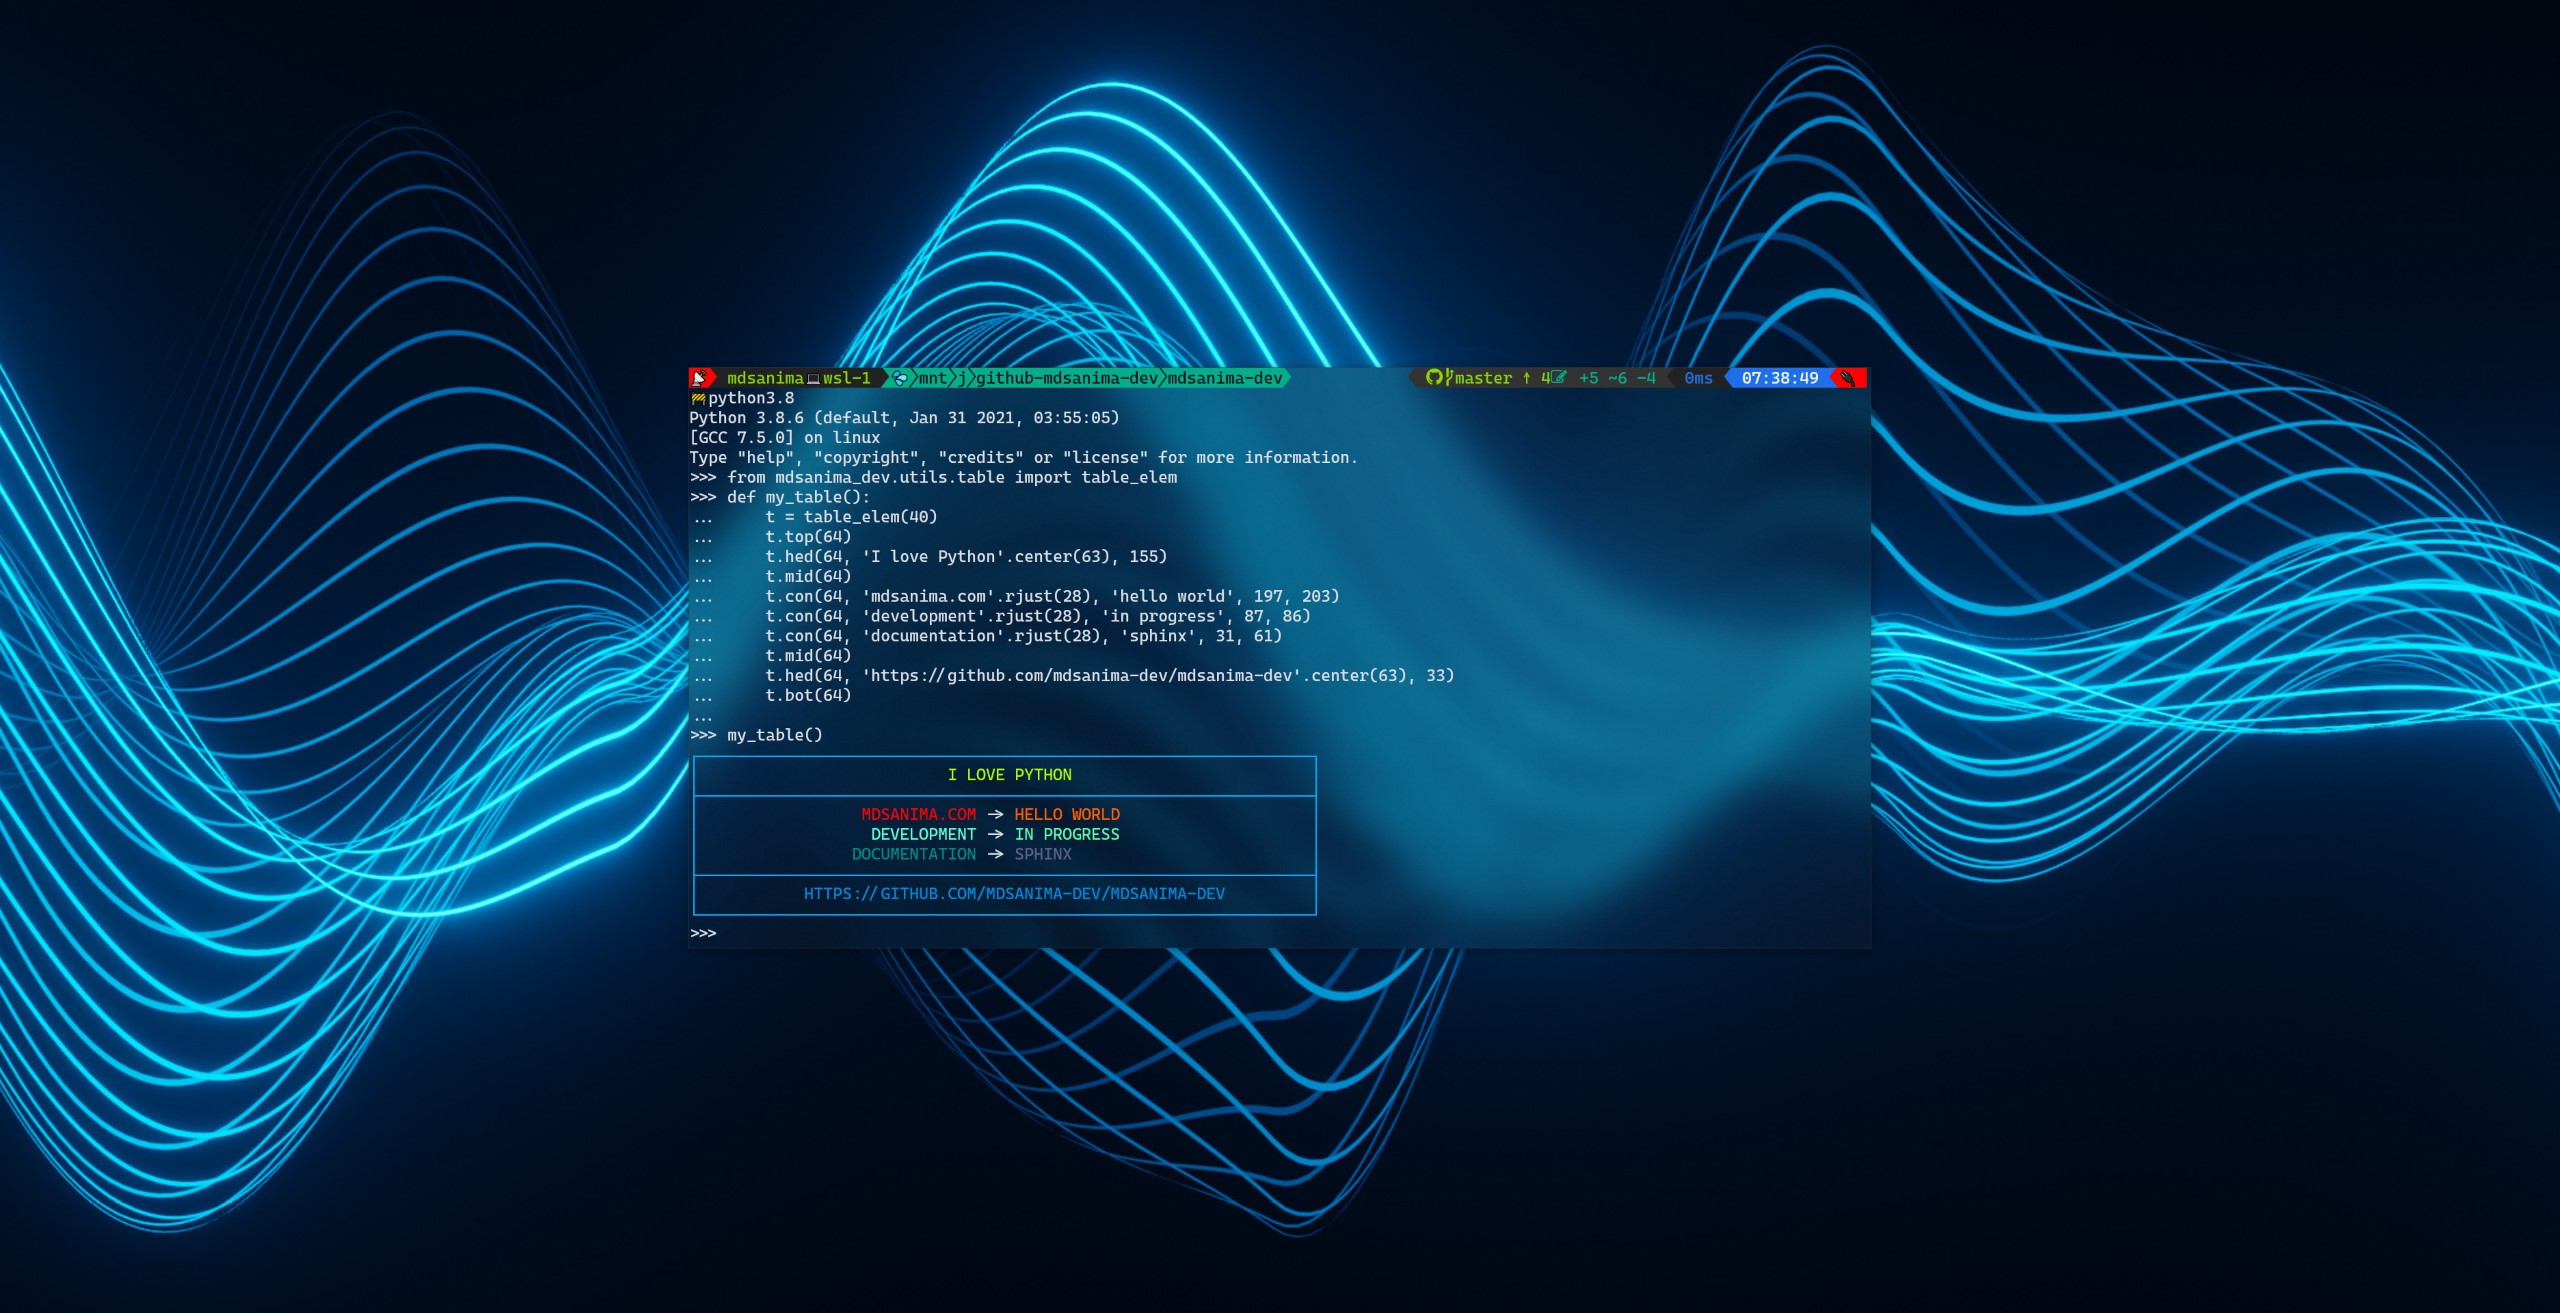 mdsanima💻wsl-1 mnt j github-mdsanima-dev mdsanima-dev master ↑ 4 +5 ~6 -4 0ms 07:38:49
python3.8
Python 3.8.6 (default, Jan 31 2021, 03:55:05)
[GCC 7.5.0] on linux
Type "help", "copyright", "credits" or "license" for more information.
>>> from mdsanima_dev.utils.table import table_elem
>>> def my_table():
...     t = table_elem(40)
...     t.top(64)
...     t.hed(64, 'I love Python'.center(63), 155)
...     t.mid(64)
...     t.con(64, 'mdsanima.com'.rjust(28), 'hello world', 197, 203)
...     t.con(64, 'development'.rjust(28), 'in progress', 87, 86)
...     t.con(64, 'documentation'.rjust(28), 'sphinx', 31, 61)
...     t.mid(64)
...     t.hed(64, 'https://github.com/mdsanima-dev/mdsanima-dev'.center(63), 33)
...     t.bot(64)
...
>>> my_table()
I LOVE PYTHON
MDSANIMA.COM → HELLO WORLD
DEVELOPMENT → IN PROGRESS
DOCUMENTATION → SPHINX
HTTPS://GITHUB.COM/MDSANIMA-DEV/MDSANIMA-DEV
>>>